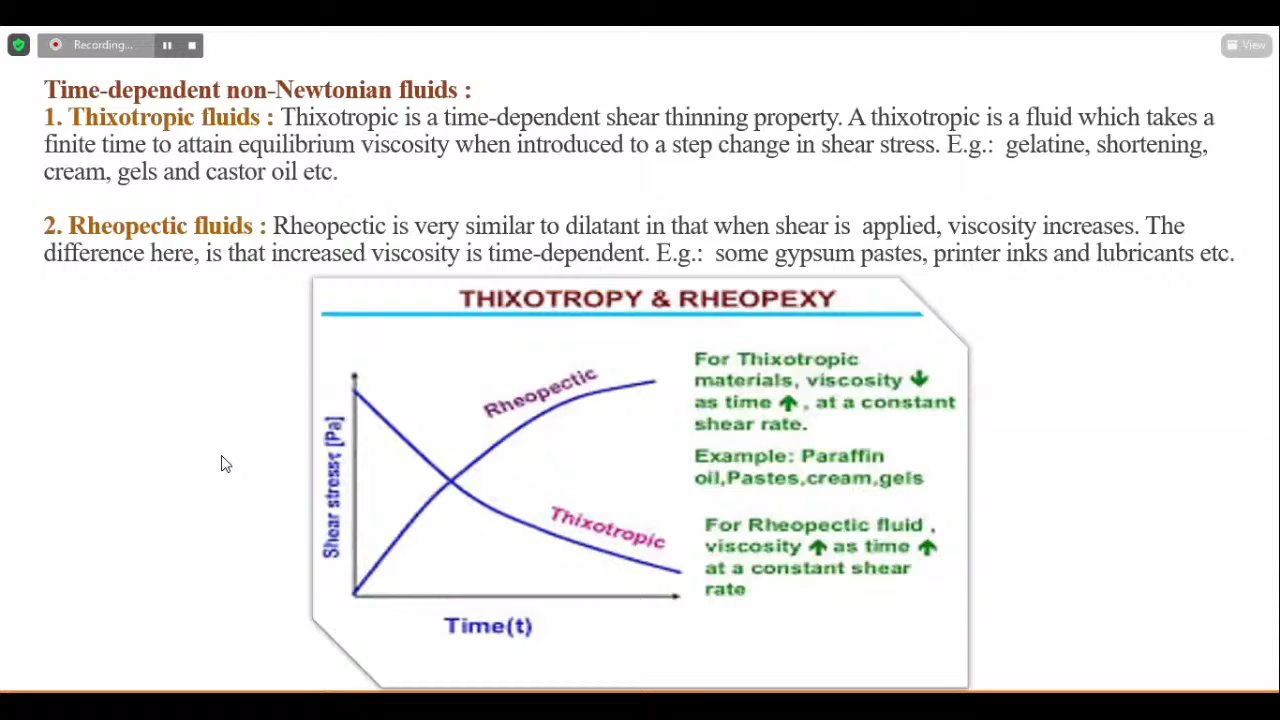 Recording...
View
Time-dependent non-Newtonian fluids :
1. Thixotropic fluids : Thixotropic is a time-dependent shear thinning property. A thixotropic is a fluid which takes a
finite time to attain equilibrium viscosity when introduced to a step change in shear stress. E.g.: gelatine, shortening,
cream, gels and castor oil etc.
2. Rheopectic fluids : Rheopectic is very similar to dilatant in that when shear is applied, viscosity increases. The
difference here, is that increased viscosity is time-dependent. E.g.: some gypsum pastes, printer inks and lubricants etc.
THIXOTROPY & RHEOPEXY
Shear stressτ [Pa]
Rheopectic
Thixotropic
Time(t)
For Thixotropic
materials, viscosity ↓
as time ↑ , at a constant
shear rate.
Example: Paraffin
oil,Pastes,cream,gels
For Rheopectic fluid ,
viscosity ↑ as time ↑
at a constant shear
rate